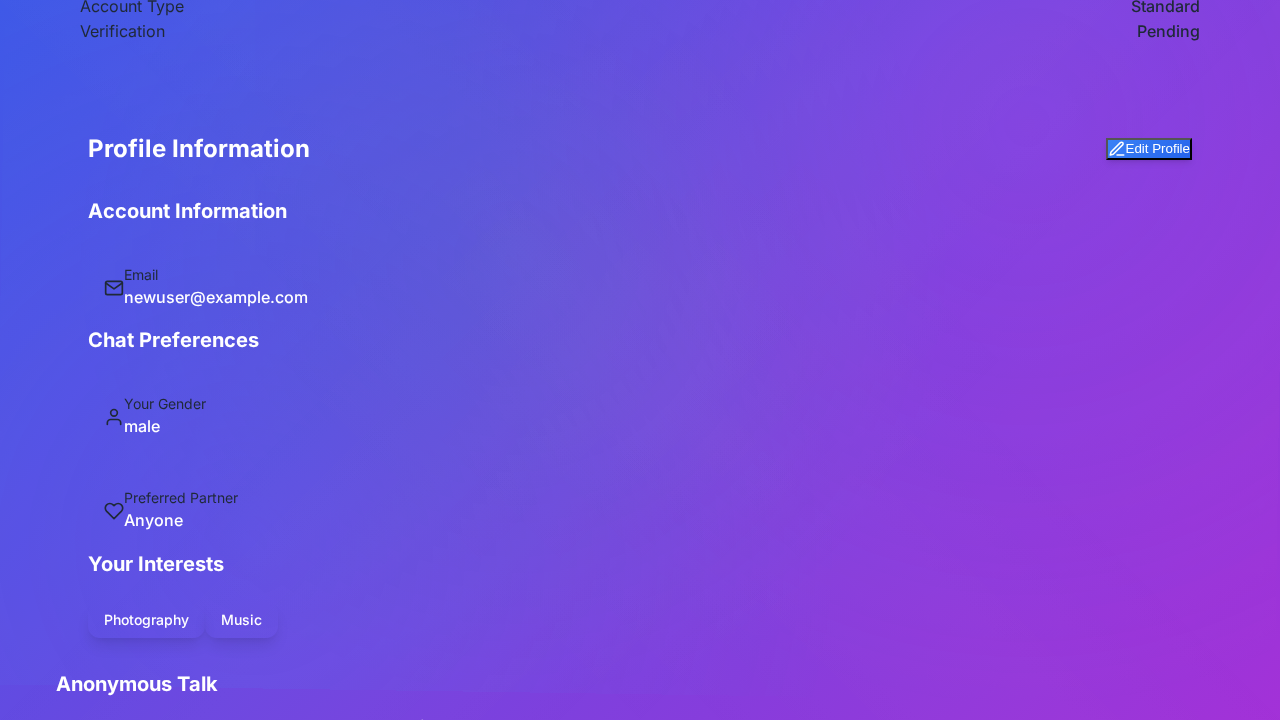 Account Type Standard
Verification Pending
Profile Information Edit Profile
Account Information
Email
newuser@example.com
Chat Preferences
Your Gender
male
Preferred Partner
Anyone
Your Interests
Photography Music
Anonymous Talk